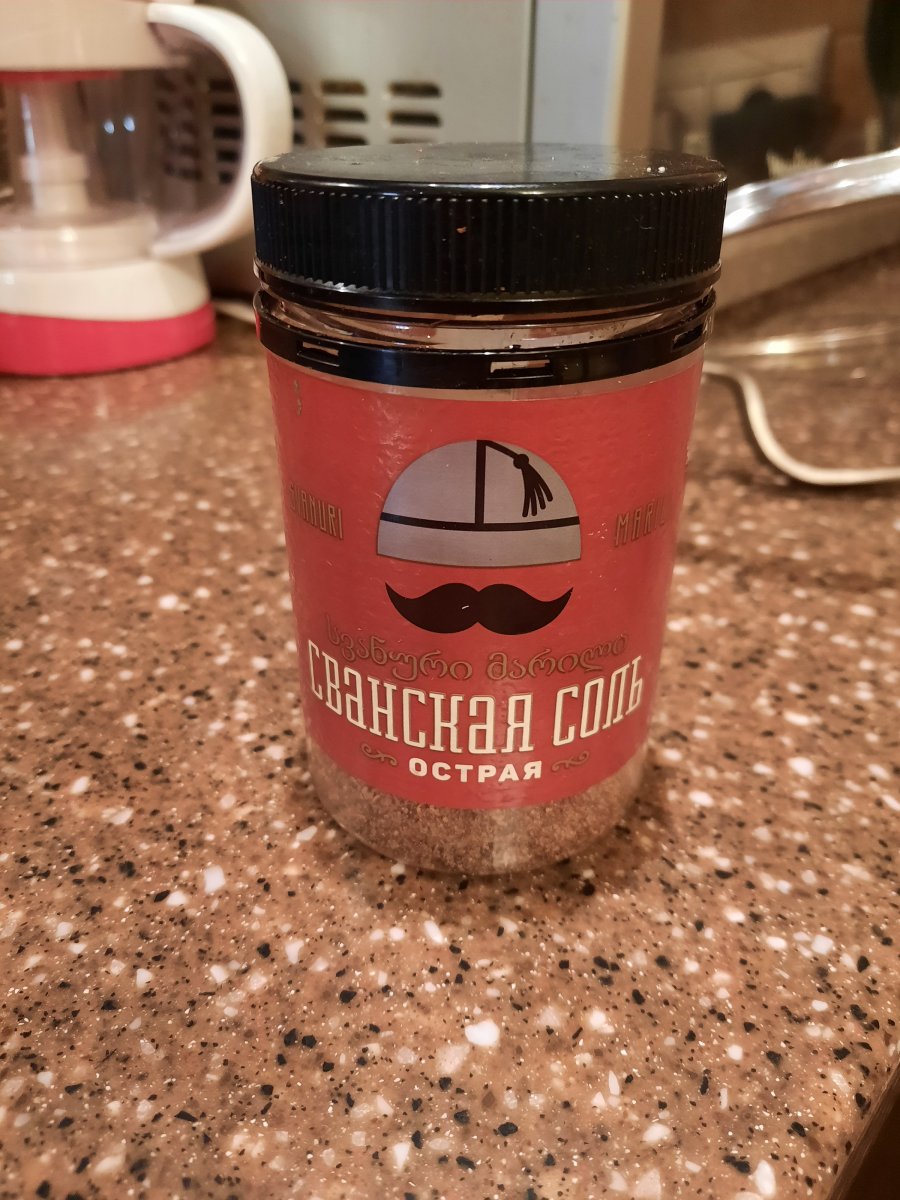 SVANURI
MARILI
სვანური მარილი
СВАНСКАЯ СОЛЬ
ОСТРАЯ